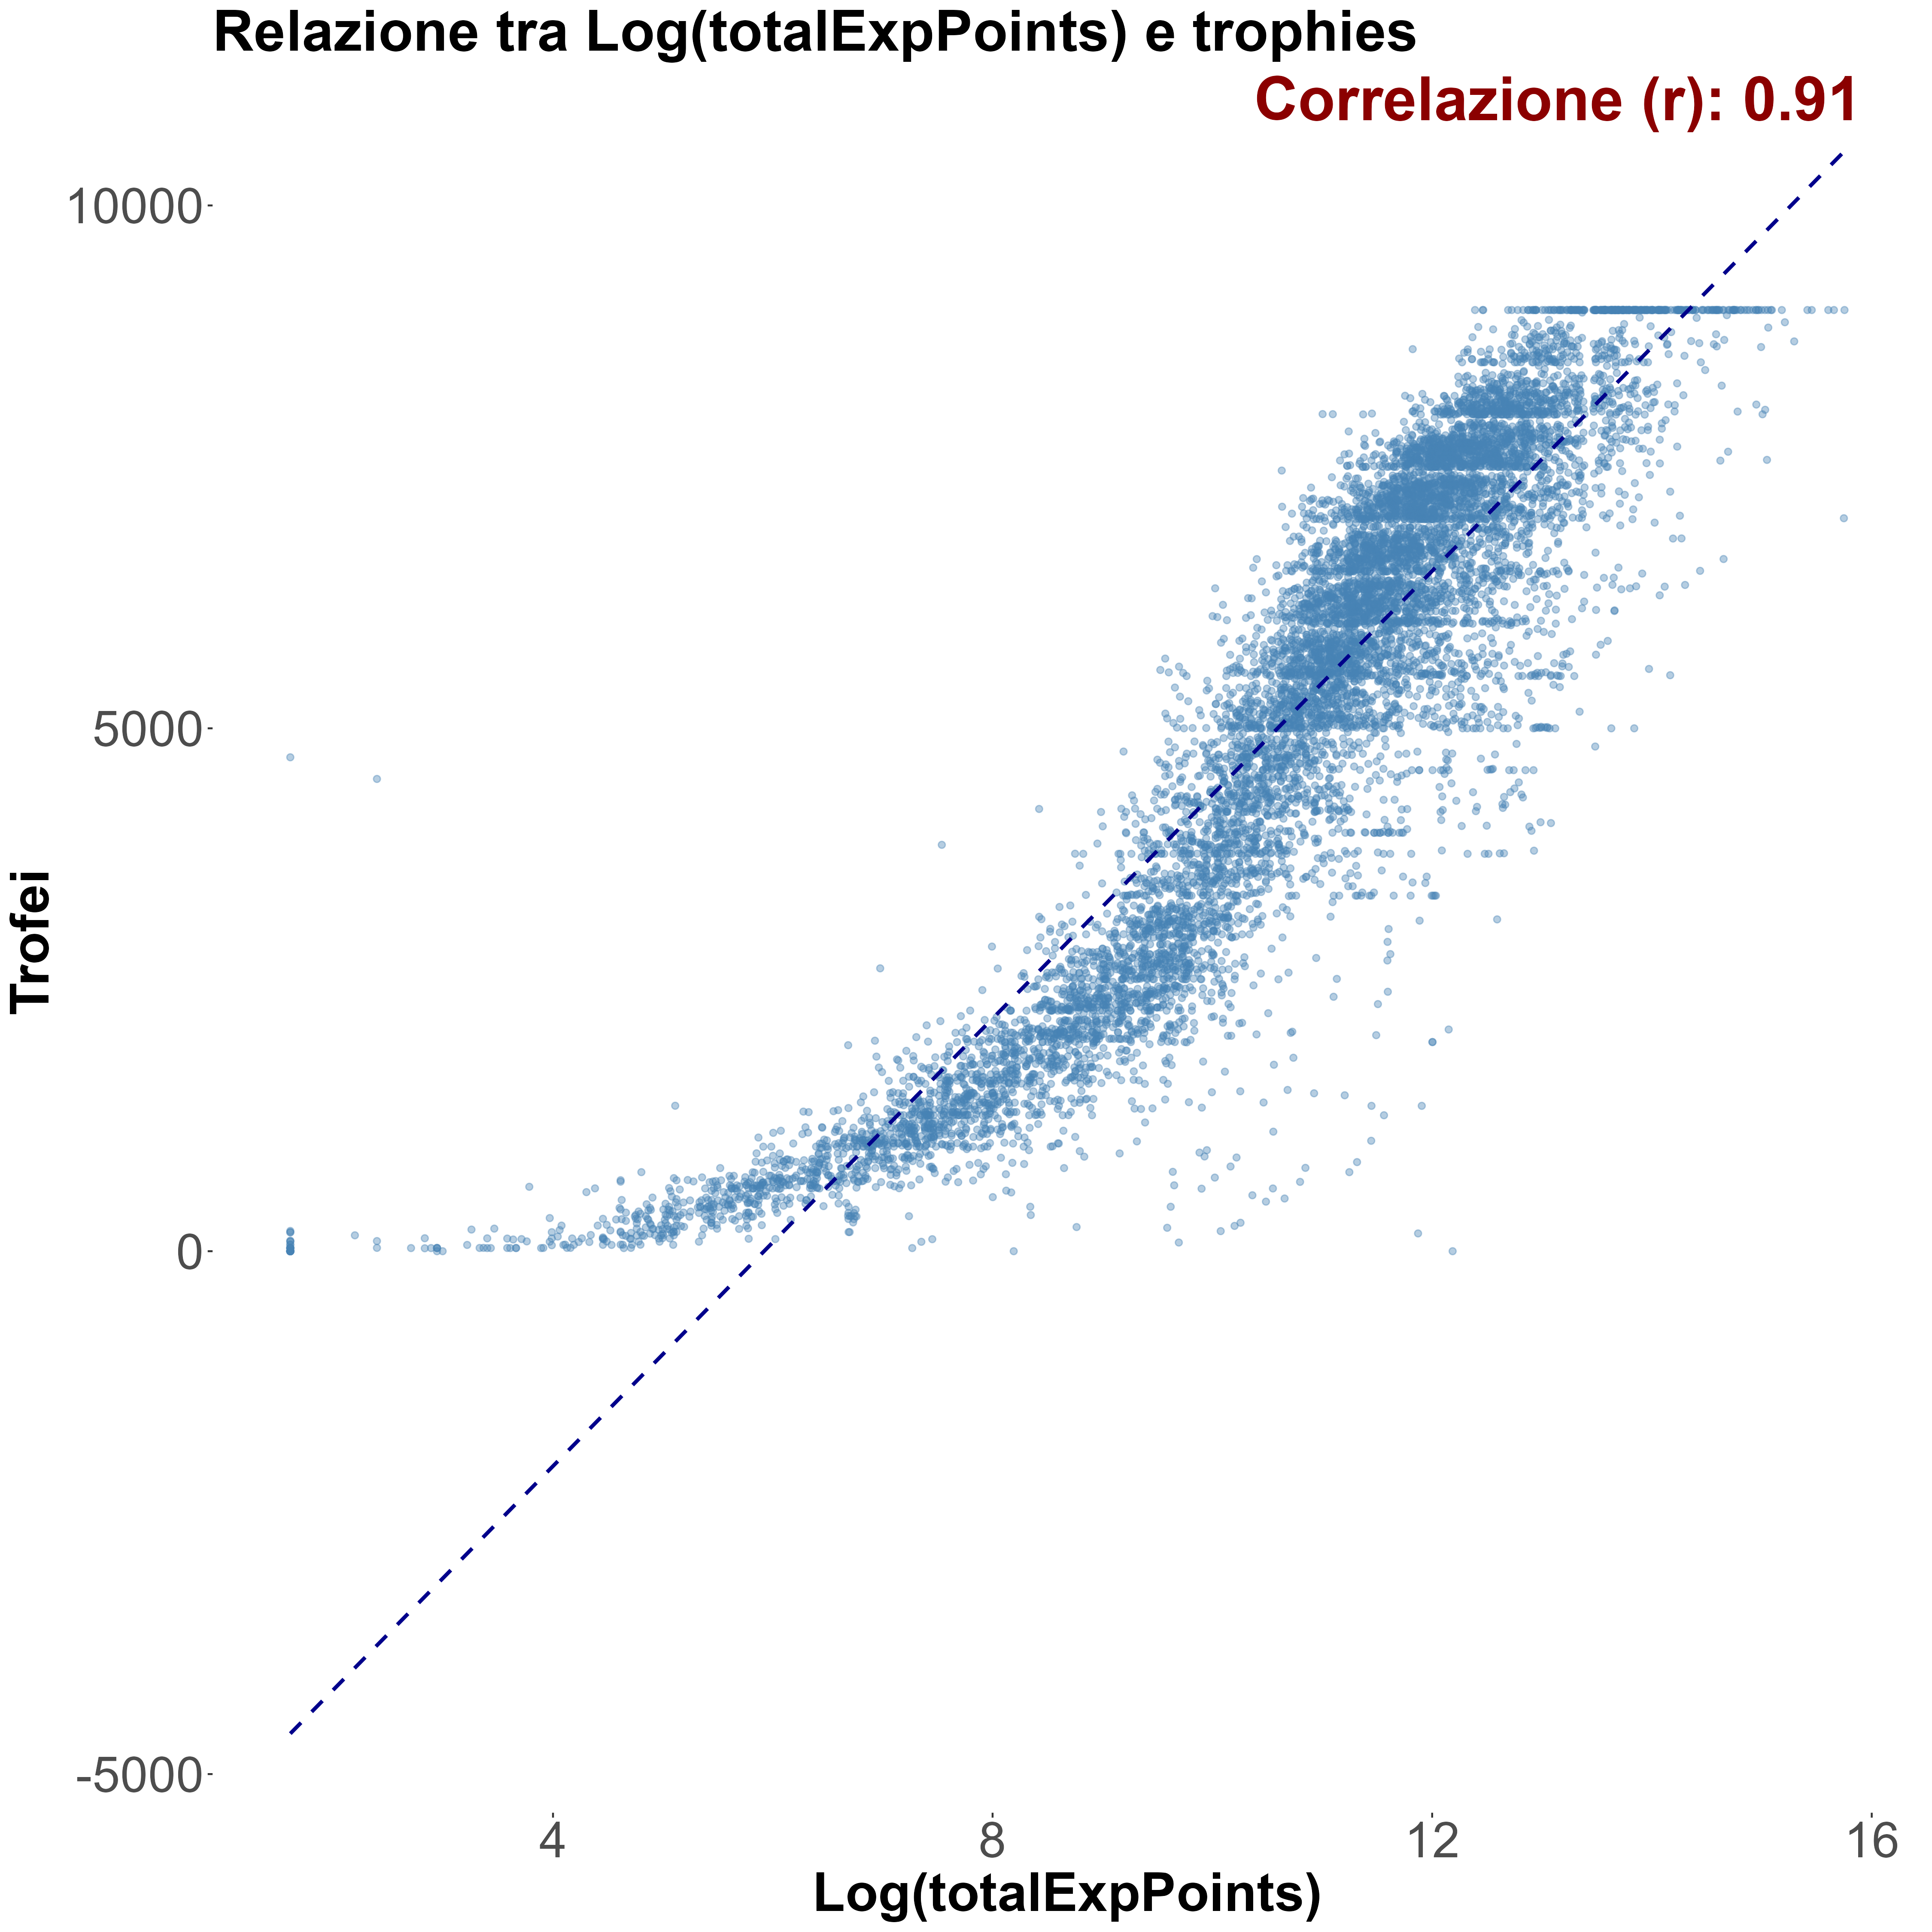 Relazione tra Log(totalExpPoints) e trophies
Correlazione (r): 0.91
10000
5000
0
-5000
Trofei
4
8
12
16
Log(totalExpPoints)